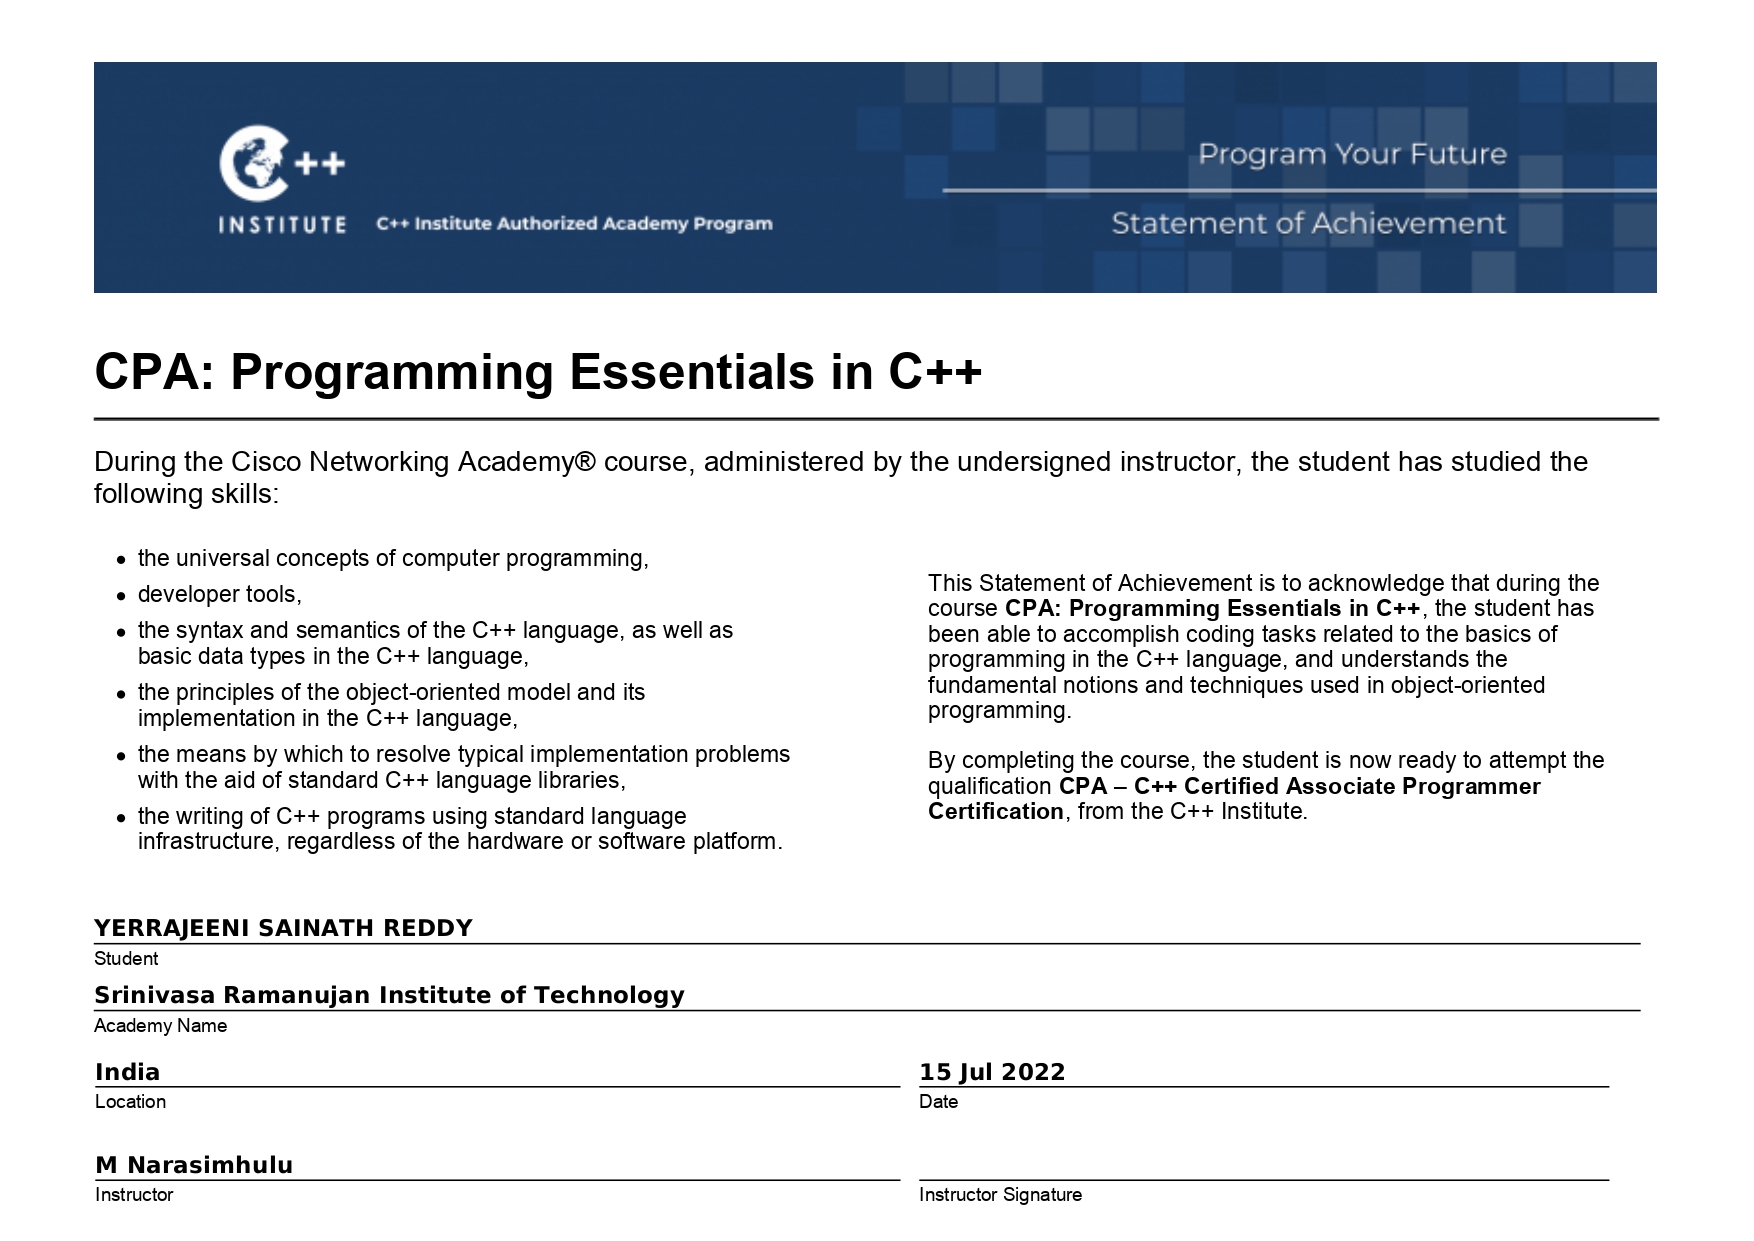 C++
INSTITUTE
C++ Institute Authorized Academy Program
Program Your Future
Statement of Achievement
CPA: Programming Essentials in C++
During the Cisco Networking Academy® course, administered by the undersigned instructor, the student has studied the
following skills:
• the universal concepts of computer programming,
• developer tools,
• the syntax and semantics of the C++ language, as well as
basic data types in the C++ language,
• the principles of the object-oriented model and its
implementation in the C++ language,
• the means by which to resolve typical implementation problems
with the aid of standard C++ language libraries,
• the writing of C++ programs using standard language
infrastructure, regardless of the hardware or software platform.
This Statement of Achievement is to acknowledge that during the
course CPA: Programming Essentials in C++, the student has
been able to accomplish coding tasks related to the basics of
programming in the C++ language, and understands the
fundamental notions and techniques used in object-oriented
programming.
By completing the course, the student is now ready to attempt the
qualification CPA – C++ Certified Associate Programmer
Certification, from the C++ Institute.
YERRAJEENI SAINATH REDDY
Student
Srinivasa Ramanujan Institute of Technology
Academy Name
India
Location
15 Jul 2022
Date
M Narasimhulu
Instructor
Instructor Signature